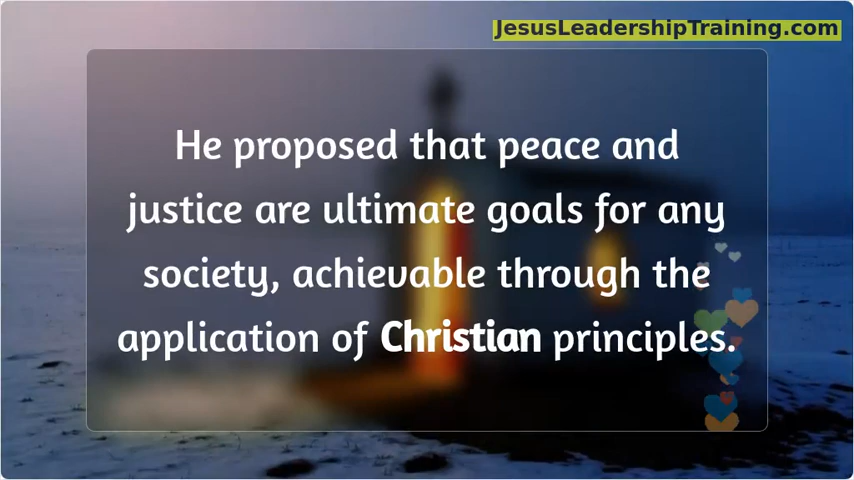 JesusLeadershipTraining.com
He proposed that peace and
justice are ultimate goals for any
society, achievable through the
application of Christian principles.